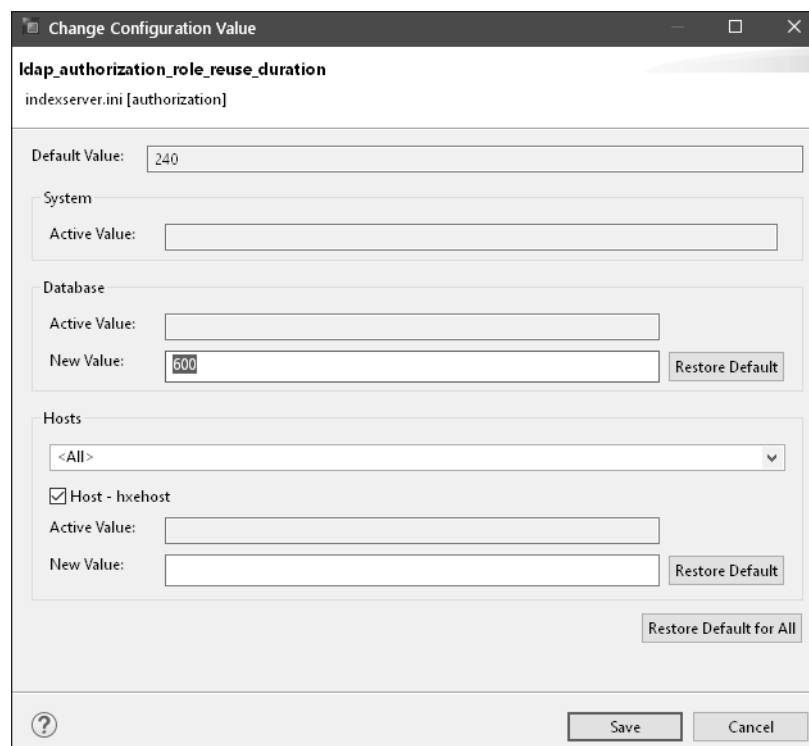 Change Configuration Value
ldap_authorization_role_reuse_duration
indexserver.ini [authorization]
Default Value: 240
System
Active Value:
Database
Active Value:
New Value: 600 Restore Default
Hosts
<All>
Host - hxehost
Active Value:
New Value: Restore Default
Restore Default for All
? Save Cancel